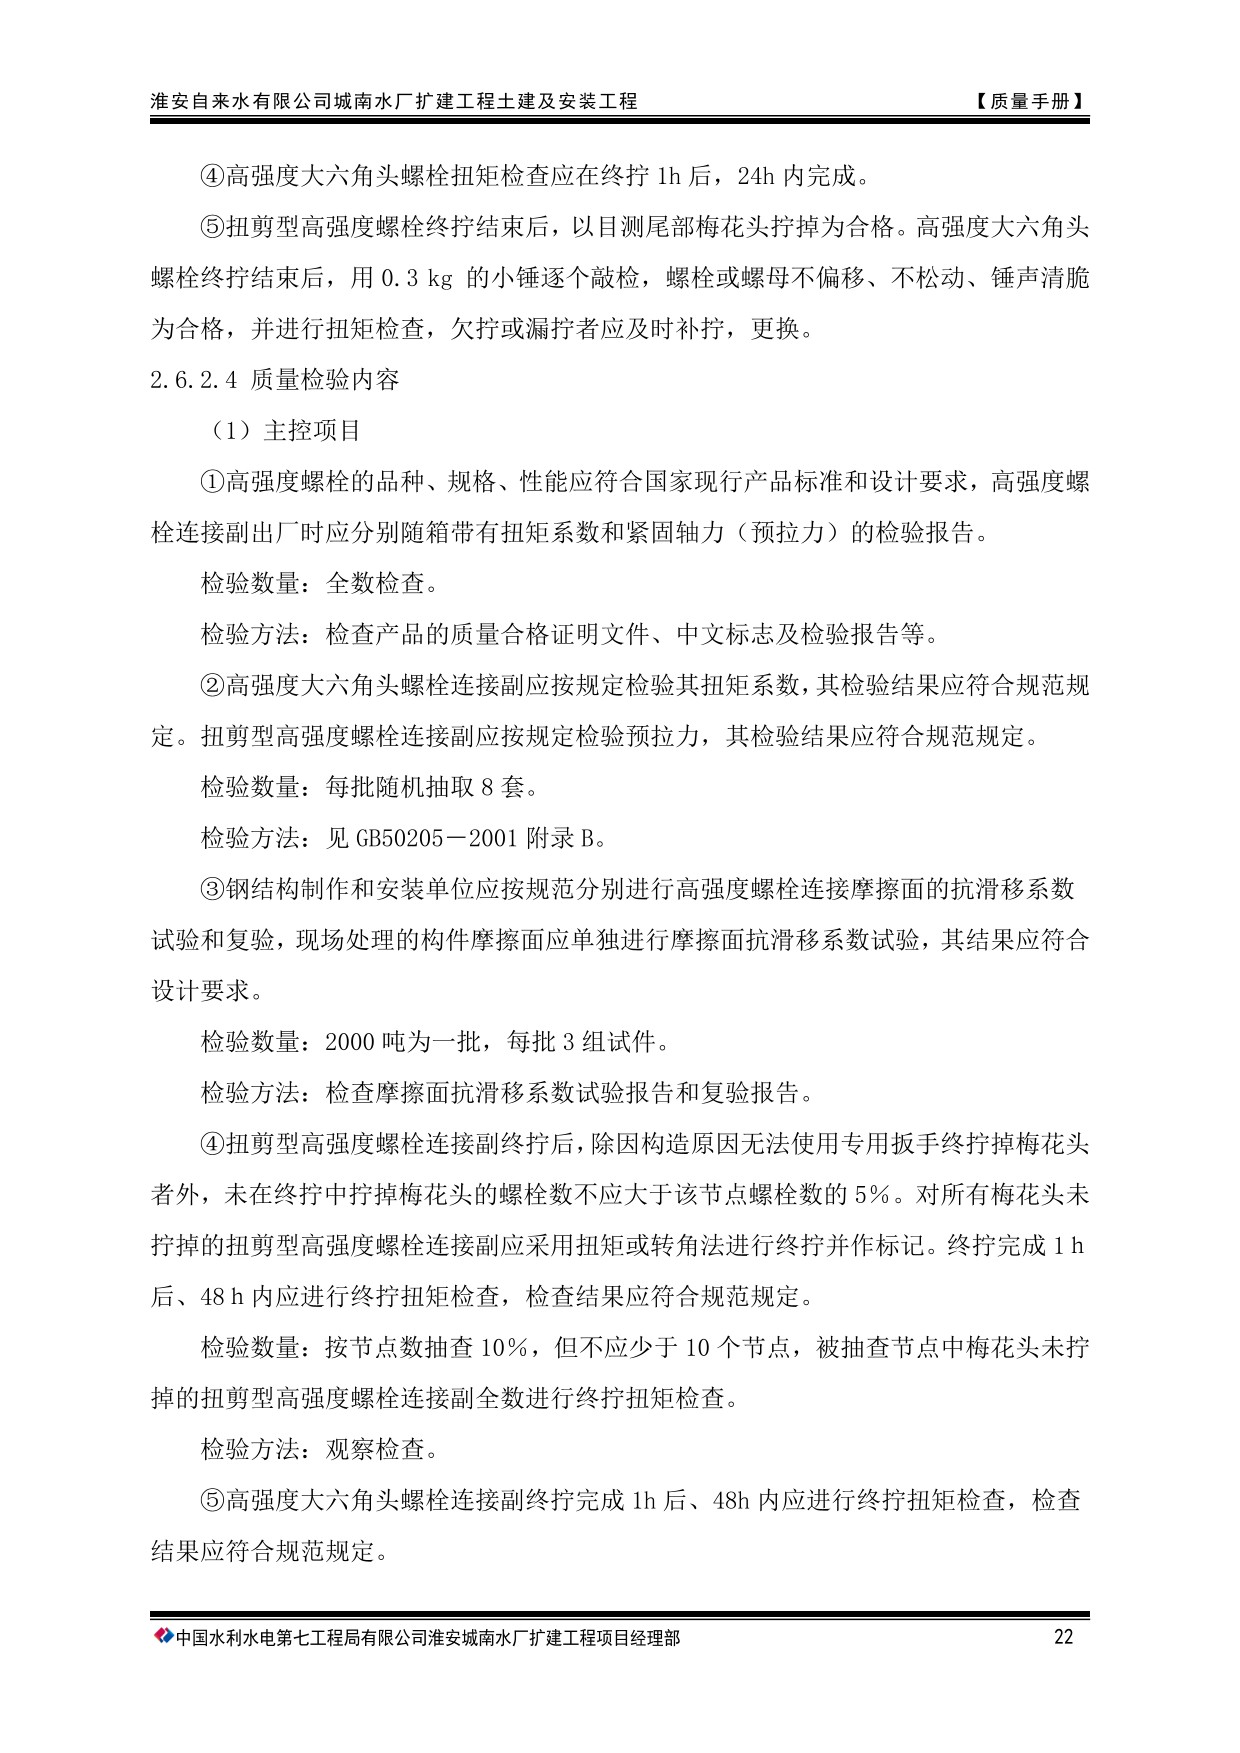 淮安自来水有限公司城南水厂扩建工程土建及安装工程 【质量手册】
④高强度大六角头螺栓扭矩检查应在终拧 1h 后，24h 内完成。
⑤扭剪型高强度螺栓终拧结束后，以目测尾部梅花头拧掉为合格。高强度大六角头
螺栓终拧结束后，用 0.3 kg 的小锤逐个敲检，螺栓或螺母不偏移、不松动、锤声清脆
为合格，并进行扭矩检查，欠拧或漏拧者应及时补拧，更换。
2.6.2.4 质量检验内容
（1）主控项目
①高强度螺栓的品种、规格、性能应符合国家现行产品标准和设计要求，高强度螺
栓连接副出厂时应分别随箱带有扭矩系数和紧固轴力（预拉力）的检验报告。
检验数量：全数检查。
检验方法：检查产品的质量合格证明文件、中文标志及检验报告等。
②高强度大六角头螺栓连接副应按规定检验其扭矩系数，其检验结果应符合规范规
定。扭剪型高强度螺栓连接副应按规定检验预拉力，其检验结果应符合规范规定。
检验数量：每批随机抽取 8 套。
检验方法：见 GB50205－2001 附录 B。
③钢结构制作和安装单位应按规范分别进行高强度螺栓连接摩擦面的抗滑移系数
试验和复验，现场处理的构件摩擦面应单独进行摩擦面抗滑移系数试验，其结果应符合
设计要求。
检验数量：2000 吨为一批，每批 3 组试件。
检验方法：检查摩擦面抗滑移系数试验报告和复验报告。
④扭剪型高强度螺栓连接副终拧后，除因构造原因无法使用专用扳手终拧掉梅花头
者外，未在终拧中拧掉梅花头的螺栓数不应大于该节点螺栓数的 5％。对所有梅花头未
拧掉的扭剪型高强度螺栓连接副应采用扭矩或转角法进行终拧并作标记。终拧完成 1 h
后、48 h 内应进行终拧扭矩检查，检查结果应符合规范规定。
检验数量：按节点数抽查 10％，但不应少于 10 个节点，被抽查节点中梅花头未拧
掉的扭剪型高强度螺栓连接副全数进行终拧扭矩检查。
检验方法：观察检查。
⑤高强度大六角头螺栓连接副终拧完成 1h 后、48h 内应进行终拧扭矩检查，检查
结果应符合规范规定。
中国水利水电第七工程局有限公司淮安城南水厂扩建工程项目经理部 22